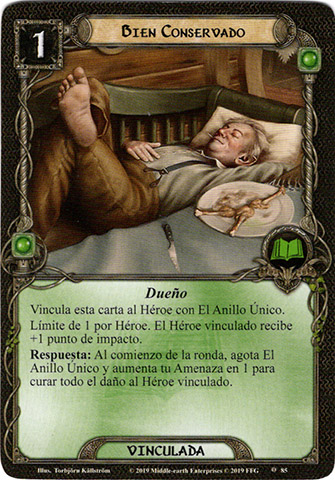 1
Bien Conservado
Dueño
Vincula esta carta al Héroe con El Anillo Único.
Límite de 1 por Héroe. El Héroe vinculado recibe
+1 punto de impacto.
Respuesta: Al comienzo de la ronda, agota El
Anillo Único y aumenta tu Amenaza en 1 para
curar todo el daño al Héroe vinculado.
VINCULADA
Illus. Torbjörn Källström
© 2019 Middle-earth Enterprises © 2019 FFG
85